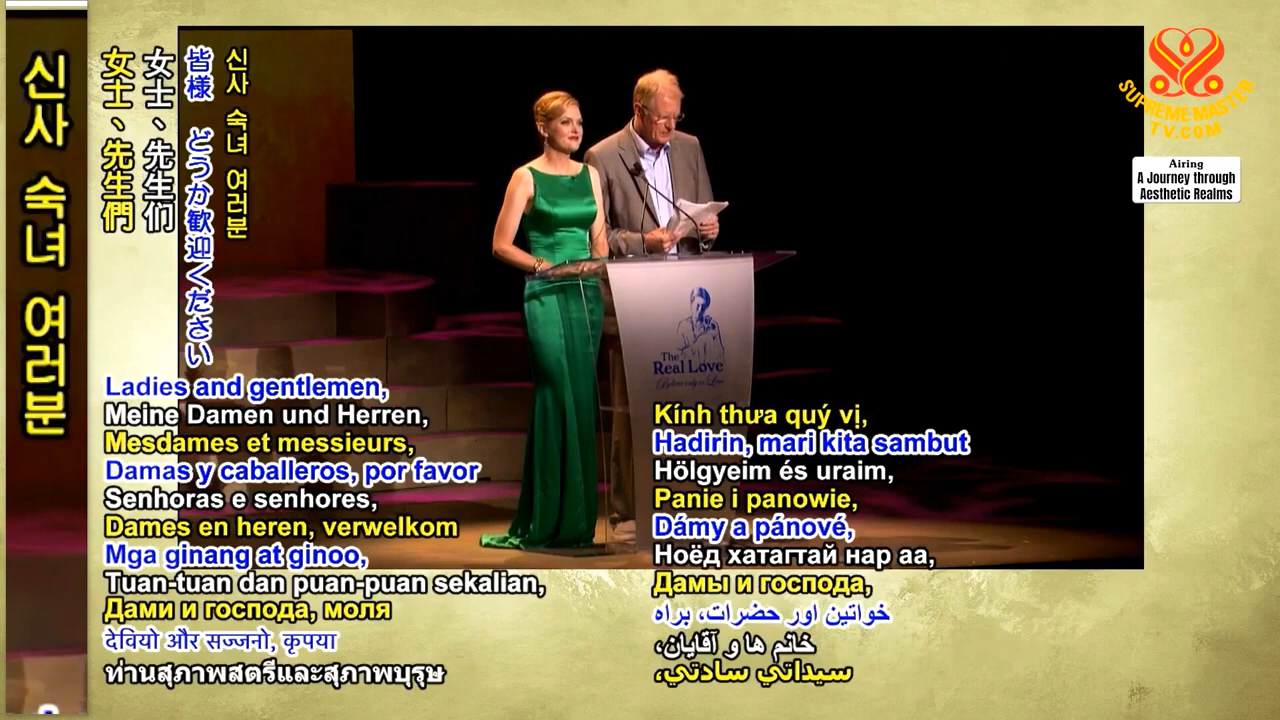 신사 숙녀 여러분
女士、先生們
女士、先生们
皆様 どうか歓迎ください
신사 숙녀 여러분
SUPREME MASTER
TV.COM
Airing
A Journey through
Aesthetic Realms
The
Real Love
Ladies and gentlemen,
Meine Damen und Herren,
Mesdames et messieurs,
Damas y caballeros, por favor
Senhoras e senhores,
Dames en heren, verwelkom
Mga ginang at ginoo,
Tuan-tuan dan puan-puan sekalian,
Дами и господа, моля
देवियो और सज्जनो, कृपया
ท่านสุภาพสตรีและสุภาพบุรุษ
Kính thưa quý vị,
Hadirin, mari kita sambut
Hölgyeim és uraim,
Panie i panowie,
Dámy a pánové,
Ноёд хатагтай нар аа,
Дамы и господа,
خواتین اور حضرات، براہ
خانم ها و آقایان،
سيداتي سادتي،